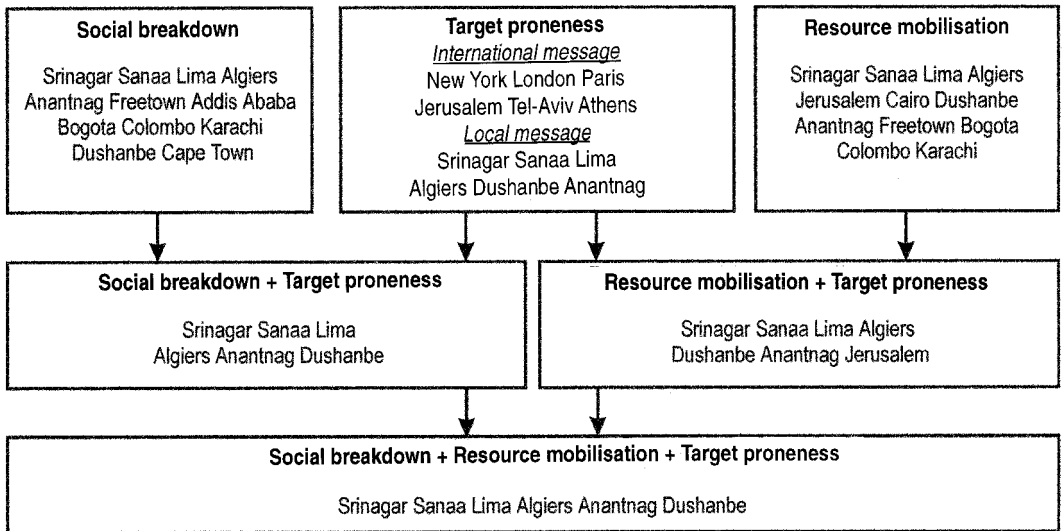 Social breakdown
Srinagar Sanaa Lima Algiers
Anantnag Freetown Addis Ababa
Bogota Colombo Karachi
Dushanbe Cape Town
Target proneness
International message
New York London Paris
Jerusalem Tel-Aviv Athens
Local message
Srinagar Sanaa Lima
Algiers Dushanbe Anantnag
Resource mobilisation
Srinagar Sanaa Lima Algiers
Jerusalem Cairo Dushanbe
Anantnag Freetown Bogota
Colombo Karachi
Social breakdown + Target proneness
Srinagar Sanaa Lima
Algiers Anantnag Dushanbe
Resource mobilisation + Target proneness
Srinagar Sanaa Lima Algiers
Dushanbe Anantnag Jerusalem
Social breakdown + Resource mobilisation + Target proneness
Srinagar Sanaa Lima Algiers Anantnag Dushanbe